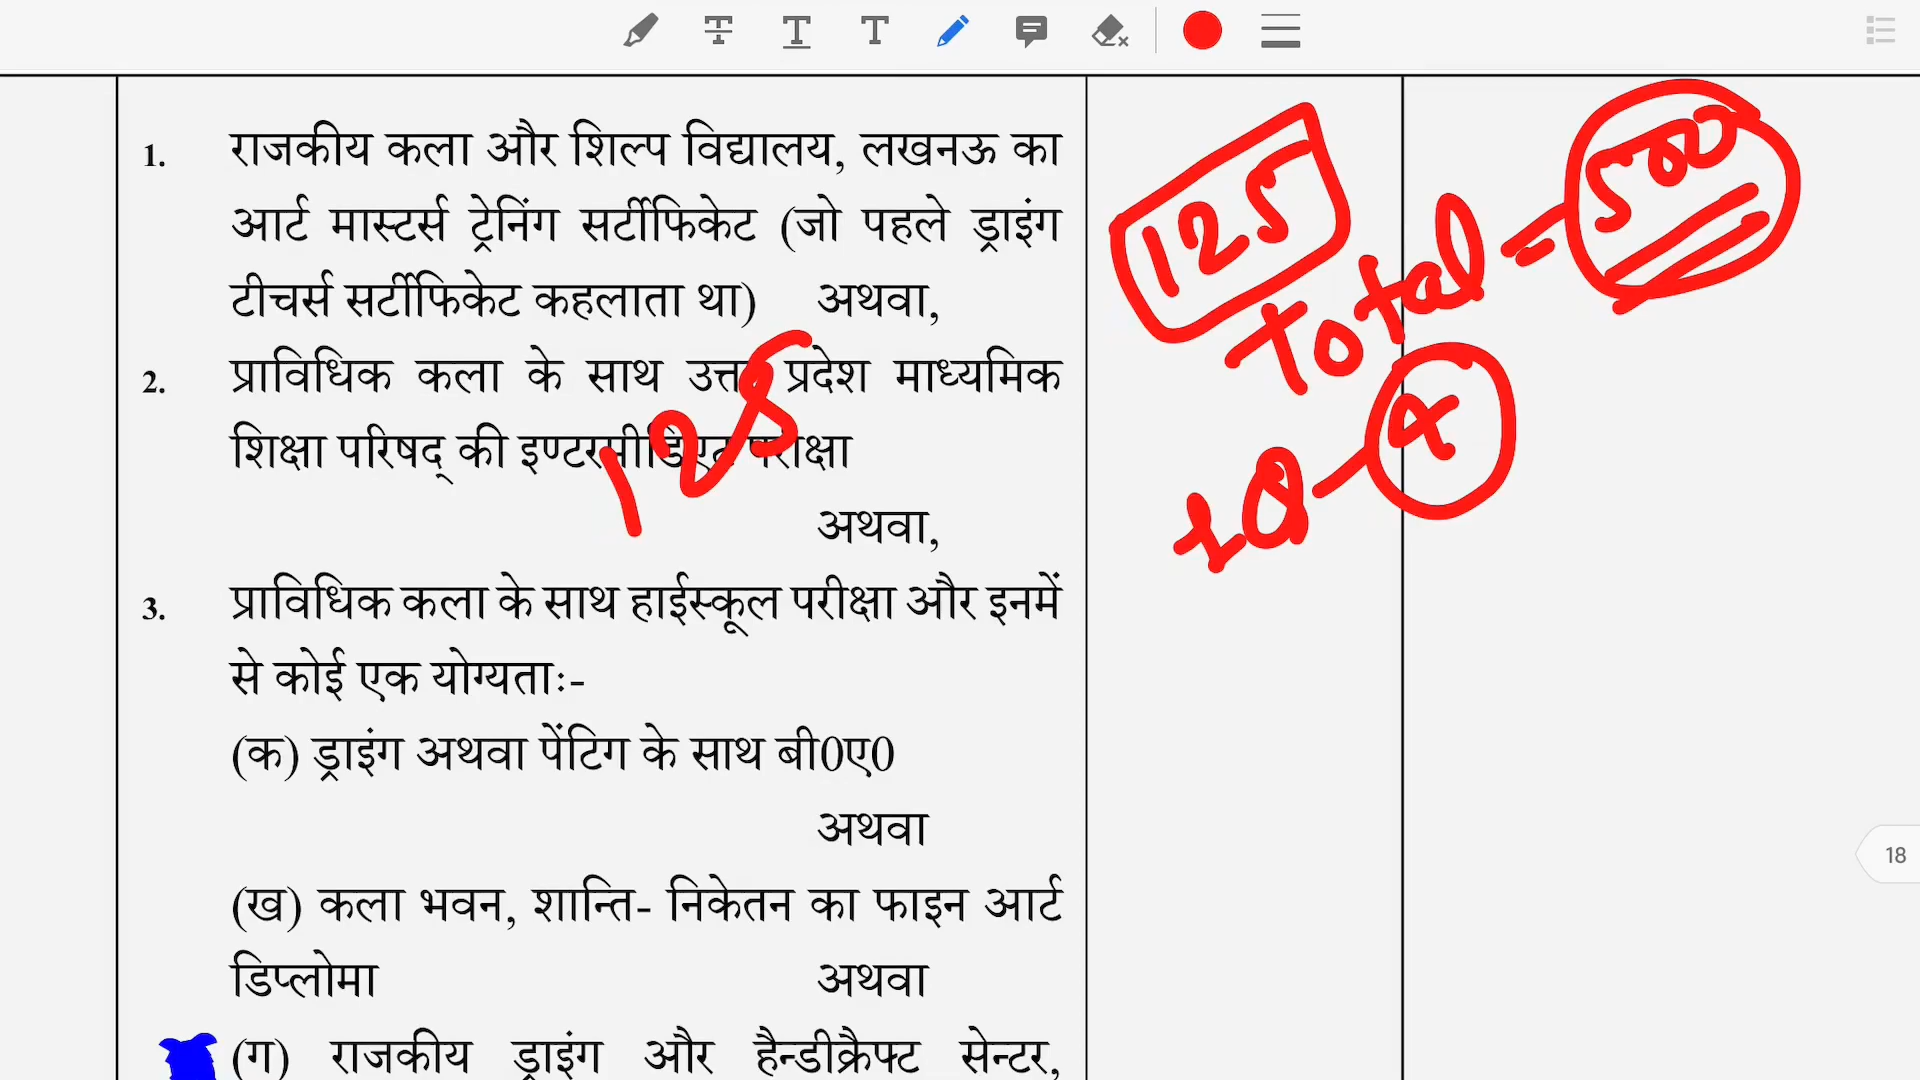 1. राजकीय कला और शिल्प विद्यालय, लखनऊ का
आर्ट मास्टर्स ट्रेनिंग सर्टीफिकेट (जो पहले ड्राइंग
टीचर्स सर्टीफिकेट कहलाता था) अथवा,
2. प्राविधिक कला के साथ उत्तर प्रदेश माध्यमिक
शिक्षा परिषद् की इण्टरमीडिएट परीक्षा
अथवा,
3. प्राविधिक कला के साथ हाईस्कूल परीक्षा और इनमें
से कोई एक योग्यताः-
(क) ड्राइंग अथवा पेंटिग के साथ बी0ए0
अथवा
(ख) कला भवन, शान्ति- निकेतन का फाइन आर्ट
डिप्लोमा अथवा
(ग) राजकीय ड्राइंग और हैन्डीक्रैफ्ट सेन्टर,
125
125
Total = 500
1Q - 4
18